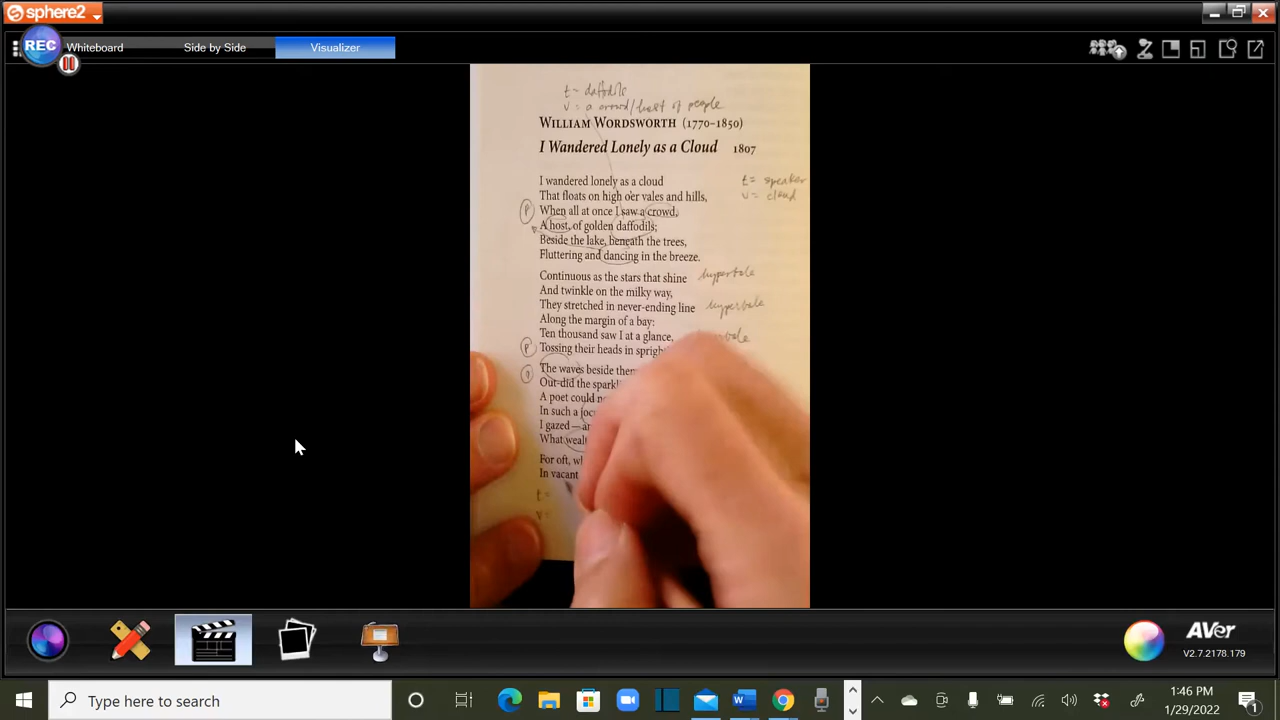 sphere2
REC
Whiteboard
Side by Side
Visualizer
t = daffodils
v = a crowd/host of people
WILLIAM WORDSWORTH (1770–1850)
I Wandered Lonely as a Cloud 1807
I wandered lonely as a cloud
t = speaker
That floats on high o'er vales and hills,
v = cloud
P When all at once I saw a crowd,
A host, of golden daffodils;
Beside the lake, beneath the trees,
Fluttering and dancing in the breeze.
Continuous as the stars that shine hyperbole
And twinkle on the milky way,
They stretched in never-ending line hyperbole
Along the margin of a bay:
Ten thousand saw I at a glance,
P Tossing their heads in
The waves beside
Out-did the
A poet could
In such a
I gazed—
What
For oft,
In vacant
t =
v =
AVer
V2.7.2178.179
Type here to search
1:46 PM
1/29/2022
1